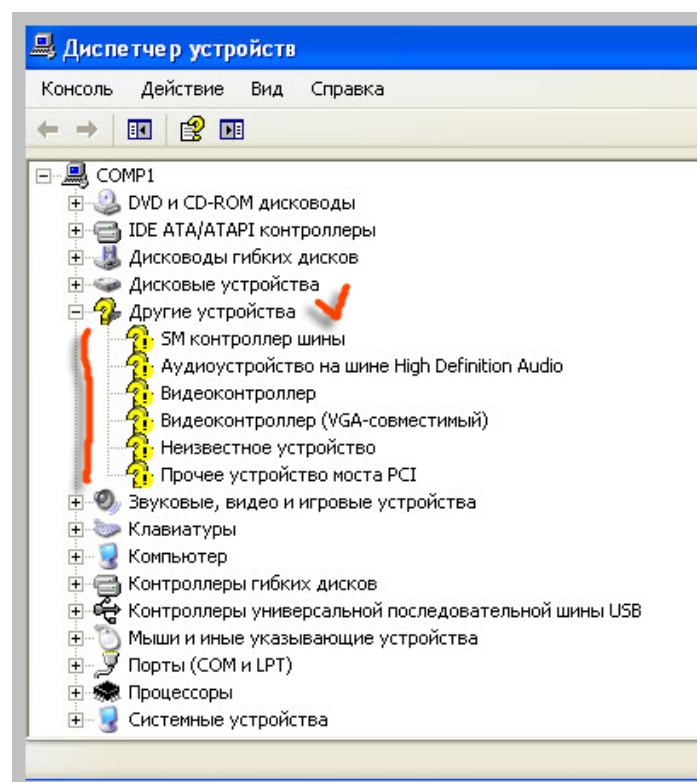 Диспетчер устройств
Консоль Действие Вид Справка
COMP1
DVD и CD-ROM дисководы
IDE ATA/ATAPI контроллеры
Дисководы гибких дисков
Дисковые устройства
Другие устройства
SM контроллер шины
Аудиоустройство на шине High Definition Audio
Видеоконтроллер
Видеоконтроллер (VGA-совместимый)
Неизвестное устройство
Прочее устройство моста PCI
Звуковые, видео и игровые устройства
Клавиатуры
Компьютер
Контроллеры гибких дисков
Контроллеры универсальной последовательной шины USB
Мыши и иные указывающие устройства
Порты (COM и LPT)
Процессоры
Системные устройства